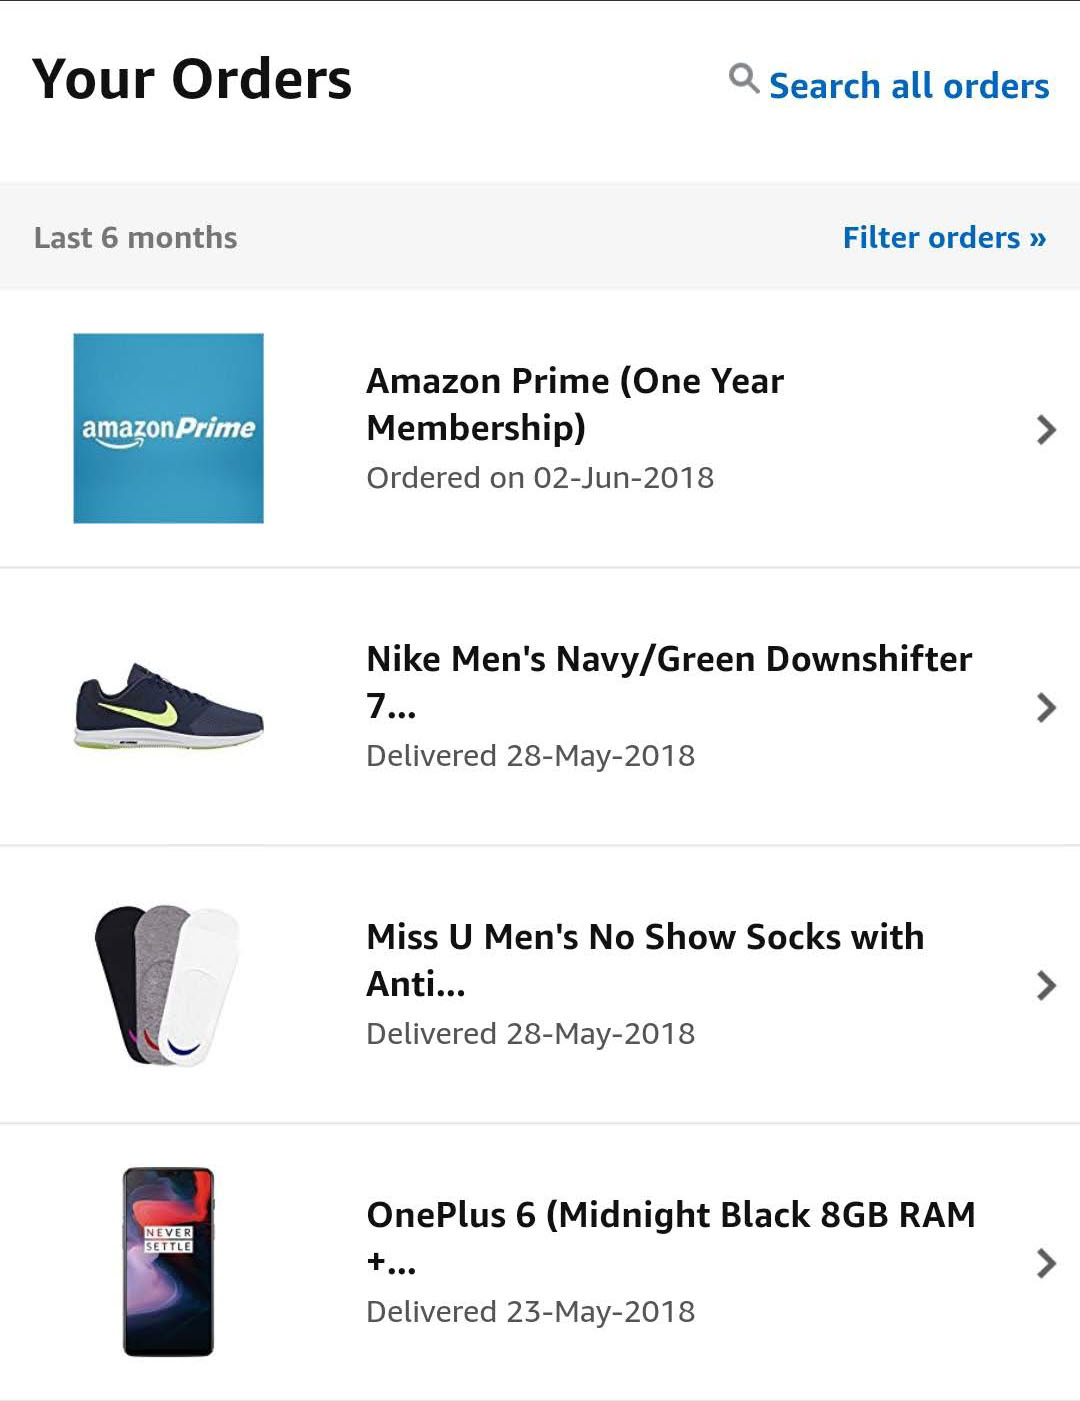 Your Orders
Search all orders
Last 6 months
Filter orders »
amazonPrime
Amazon Prime (One Year
Membership)
Ordered on 02-Jun-2018
Nike Men's Navy/Green Downshifter
7...
Delivered 28-May-2018
Miss U Men's No Show Socks with
Anti...
Delivered 28-May-2018
NEVER
SETTLE
OnePlus 6 (Midnight Black 8GB RAM
+...
Delivered 23-May-2018